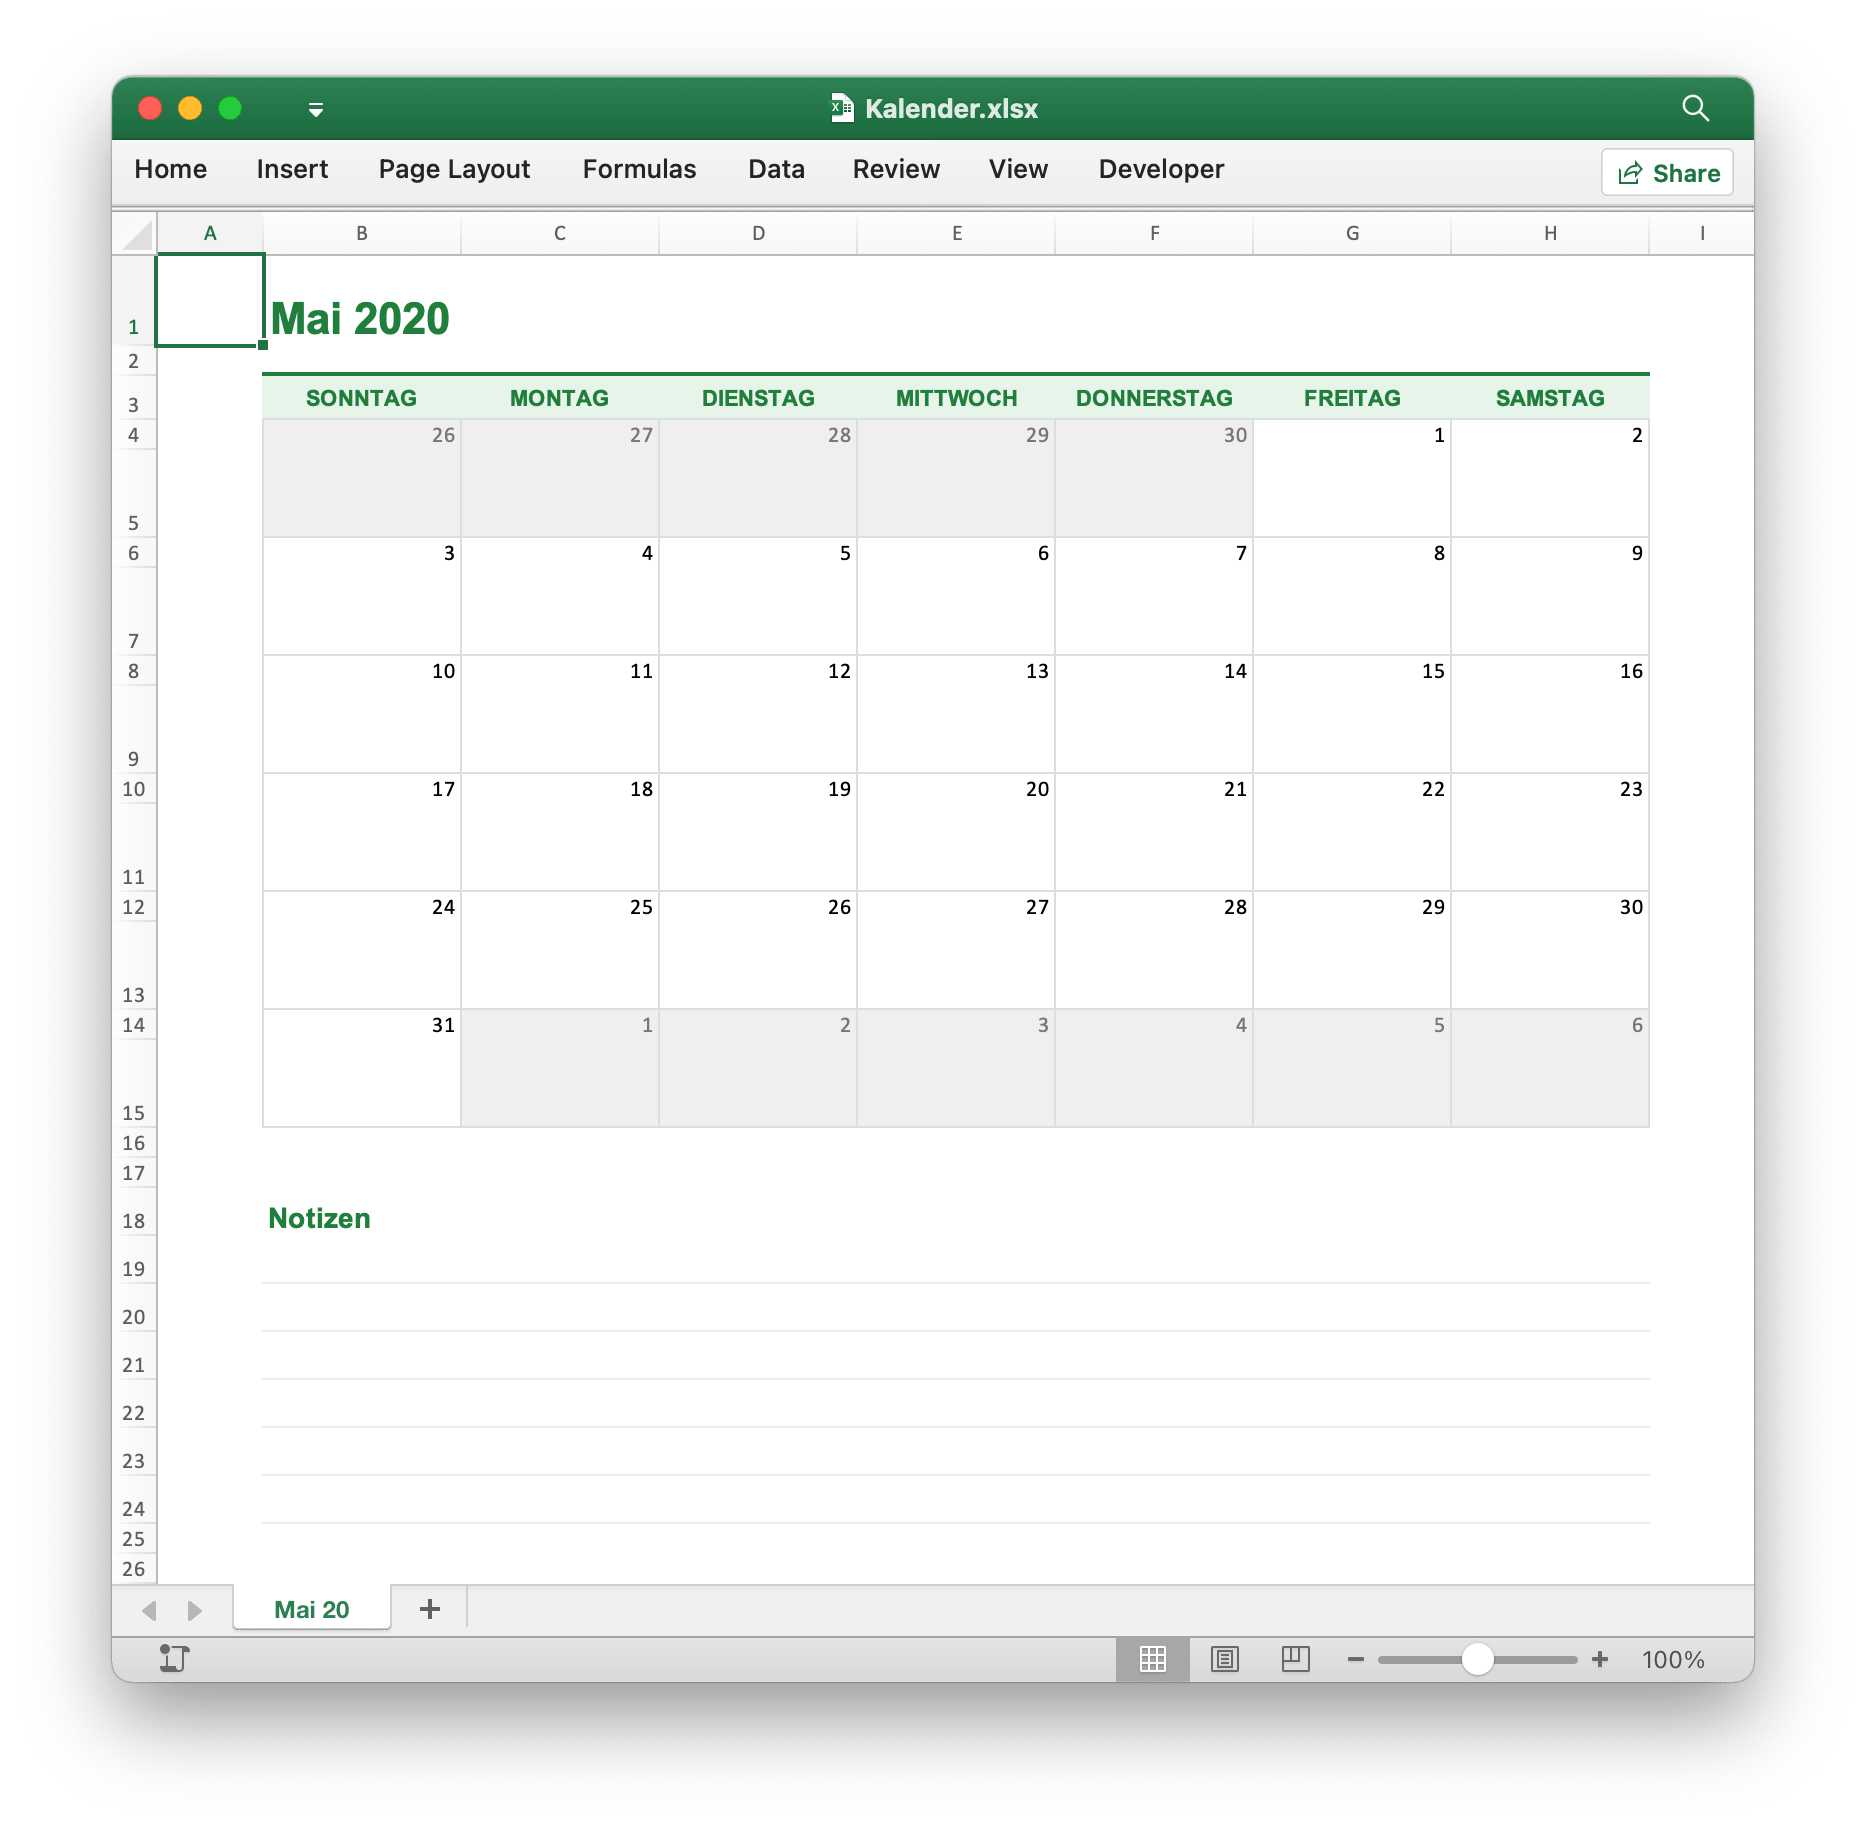 Kalender.xlsx
Home Insert Page Layout Formulas Data Review View Developer Share
A B C D E F G H I
1 Mai 2020
2
3 SONNTAG MONTAG DIENSTAG MITTWOCH DONNERSTAG FREITAG SAMSTAG
4 26 27 28 29 30 1 2
5
6 3 4 5 6 7 8 9
7
8 10 11 12 13 14 15 16
9
10 17 18 19 20 21 22 23
11
12 24 25 26 27 28 29 30
13
14 31 1 2 3 4 5 6
15
16
17
18 Notizen
19
20
21
22
23
24
25
26
Mai 20 +
100%